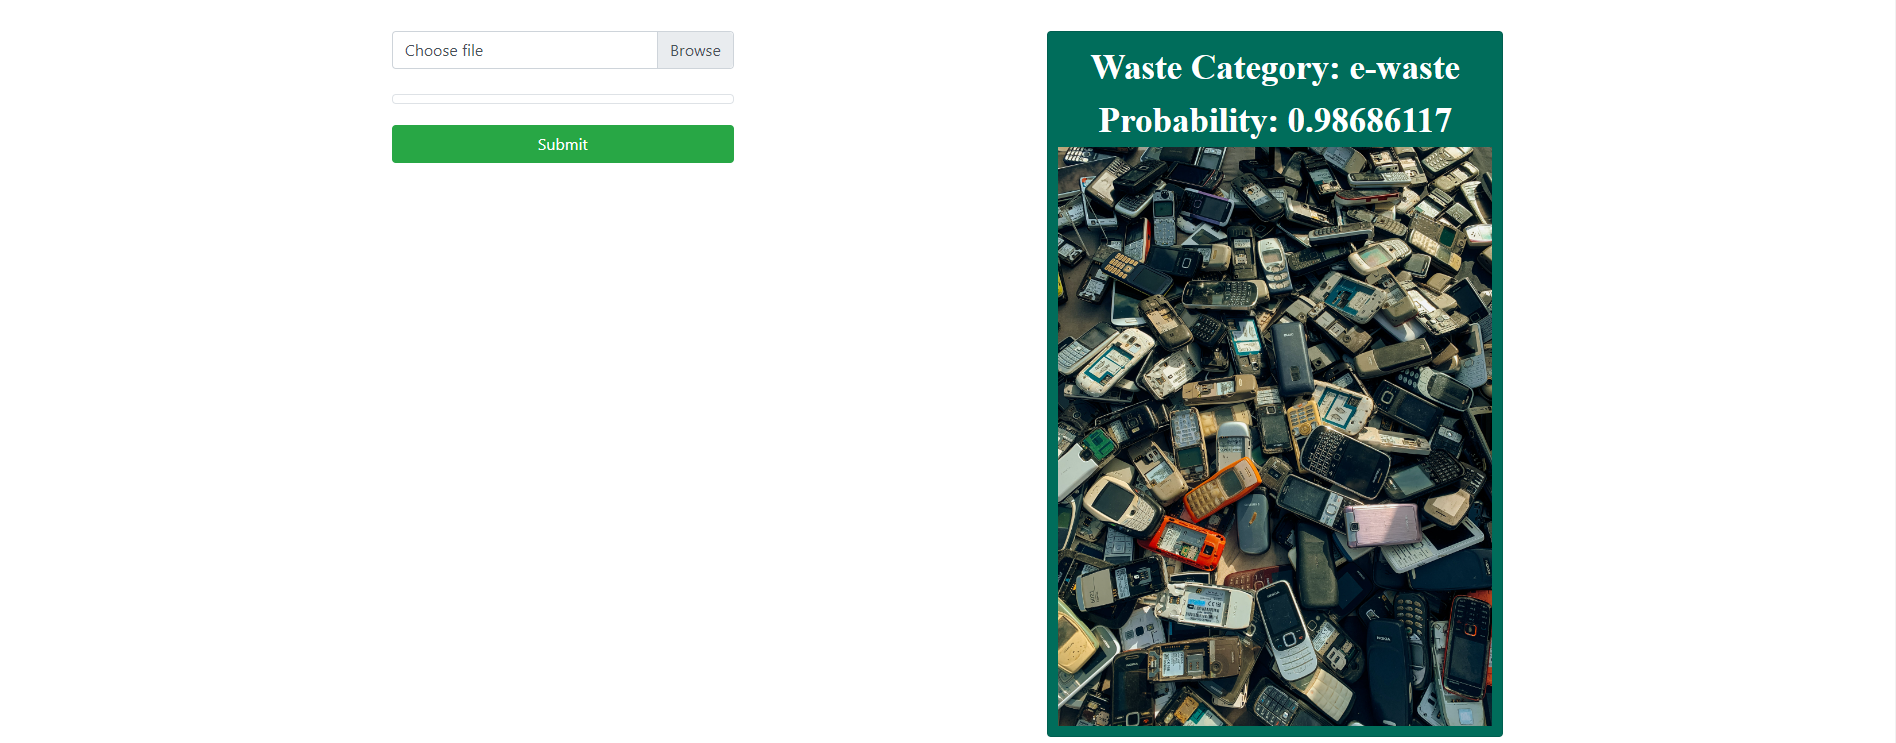 Choose file
Browse
Submit
Waste Category: e-waste
Probability: 0.98686117